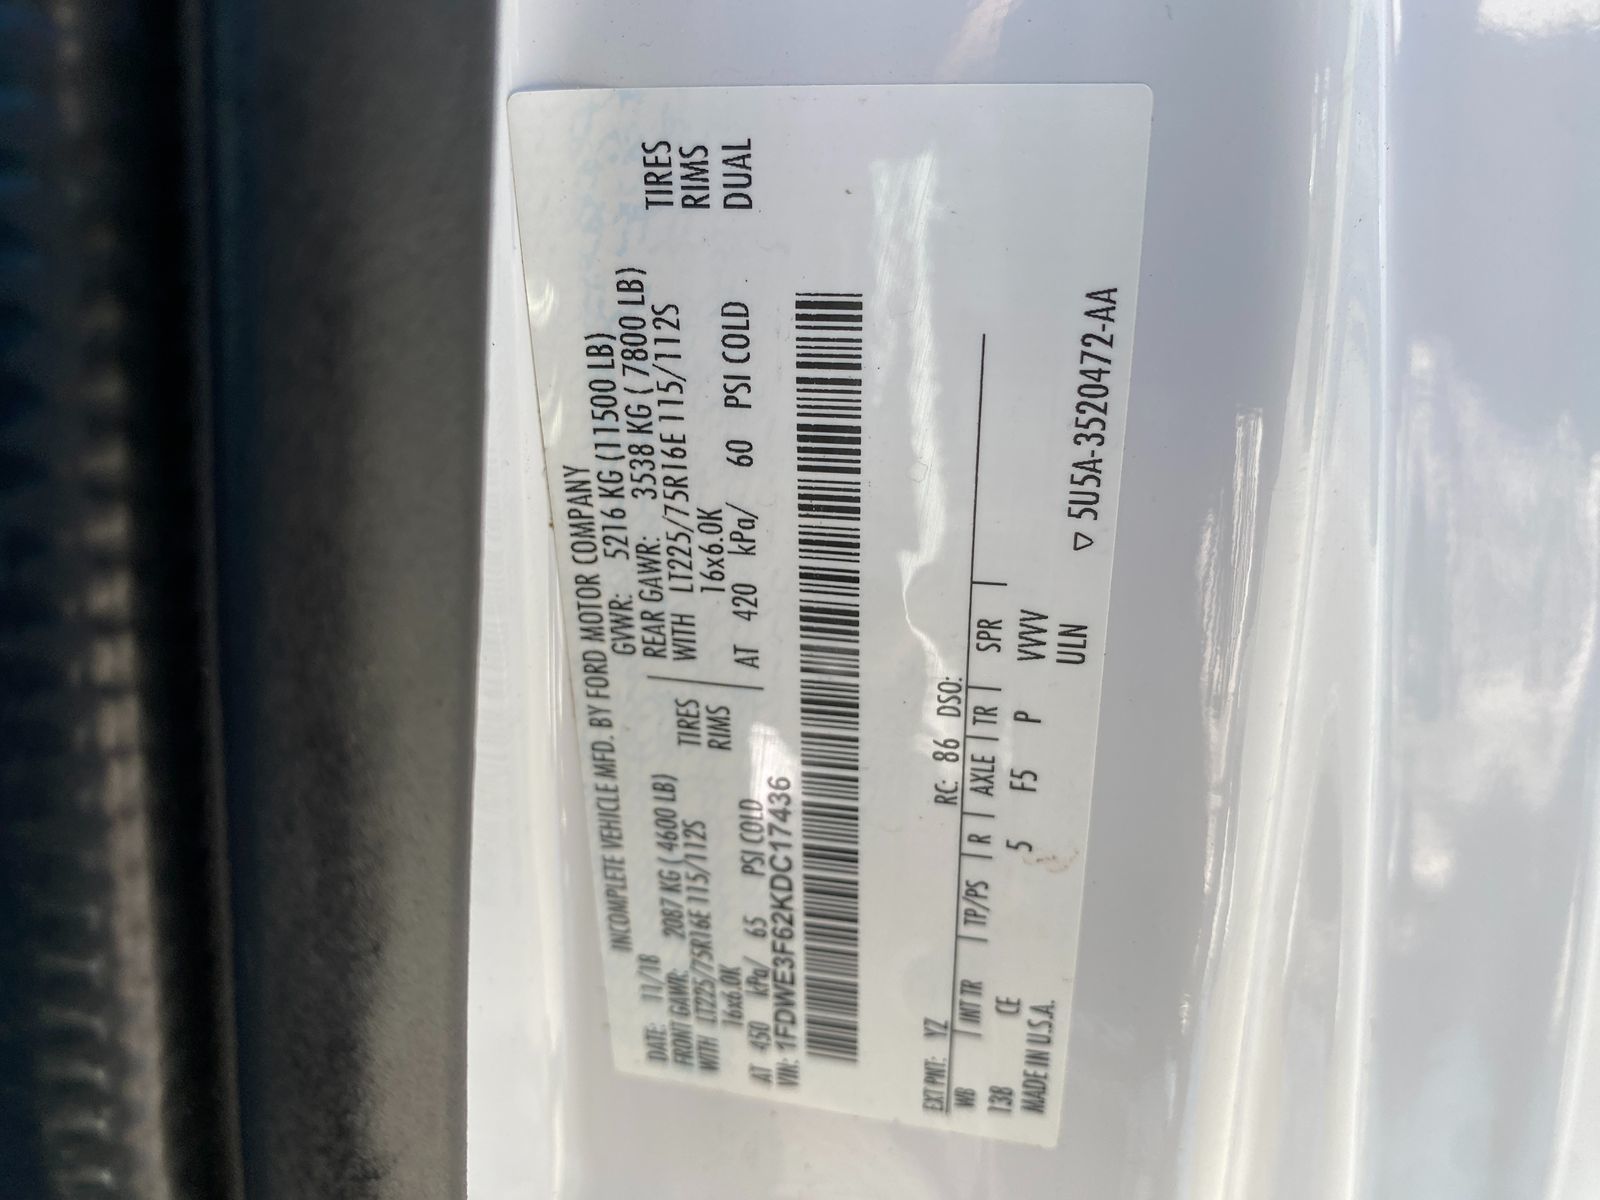 INCOMPLETE VEHICLE MFD. BY FORD MOTOR COMPANY
DATE: 11/18 GVWR: 5216 KG (11500 LB)
FRONT GAWR: 2087 KG (4600 LB) REAR GAWR: 3538 KG ( 7800 LB)
WITH LT225/75R16E 115/112S TIRES WITH LT225/75R16E 115/112S TIRES
16x6.0K RIMS 16x6.0K RIMS
AT 450 kPa/ 65 PSI COLD AT 420 kPa/ 60 PSI COLD DUAL
VIN: 1FDWE3F62KDC17436
EXT PNT: YZ RC: 86 DSO:
WB | INT TR | TP/PS | R | AXLE | TR | SPR |
138 CE 5 F5 P VVVV
MADE IN U.S.A. ULN
▽ 5U5A-3520472-AA